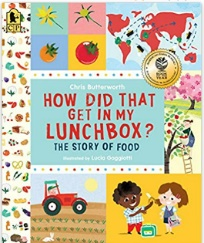 Chris Butterworth
HOW DID THAT
GET IN MY
LUNCHBOX?
THE STORY OF FOOD
illustrated by Lucia Gaggiotti